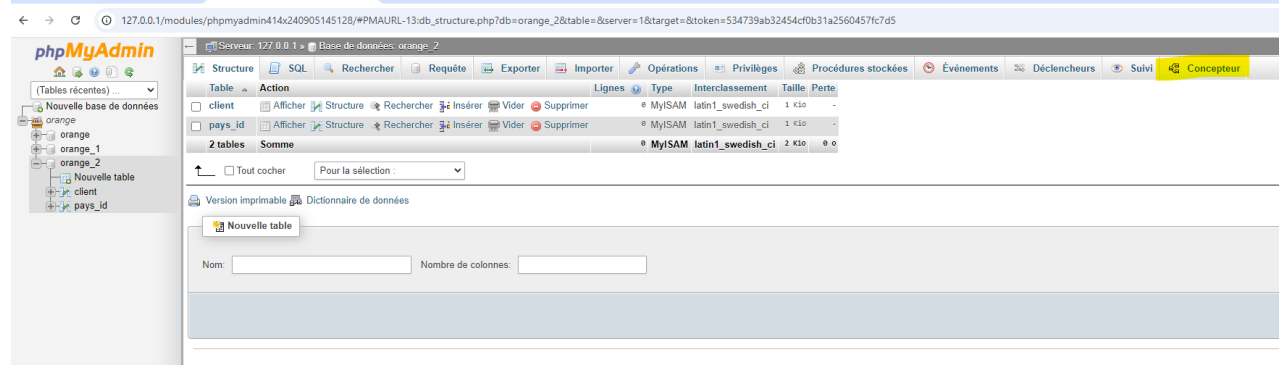 127.0.0.1/modules/phpmyadmin414x240905145128/#PMAURL-13:db_structure.php?db=orange_2&table=&server=1&target=&token=534739ab32454cf0b31a2560457fc7d5
phpMyAdmin
(Tables récentes) ...
Nouvelle base de données
orange
orange
orange_1
orange_2
Nouvelle table
client
pays_id
Serveur: 127.0.0.1 » Base de données: orange_2
Structure SQL Rechercher Requête Exporter Importer Opérations Privilèges Procédures stockées Événements Déclencheurs Suivi Concepteur
Table Action Lignes Type Interclassement Taille Perte
client Afficher Structure Rechercher Insérer Vider Supprimer 0 MyISAM latin1_swedish_ci 1 Kio -
pays_id Afficher Structure Rechercher Insérer Vider Supprimer 0 MyISAM latin1_swedish_ci 1 Kio -
2 tables Somme 0 MyISAM latin1_swedish_ci 2 Kio 0 o
Tout cocher Pour la sélection :
Version imprimable Dictionnaire de données
Nouvelle table
Nom: Nombre de colonnes: